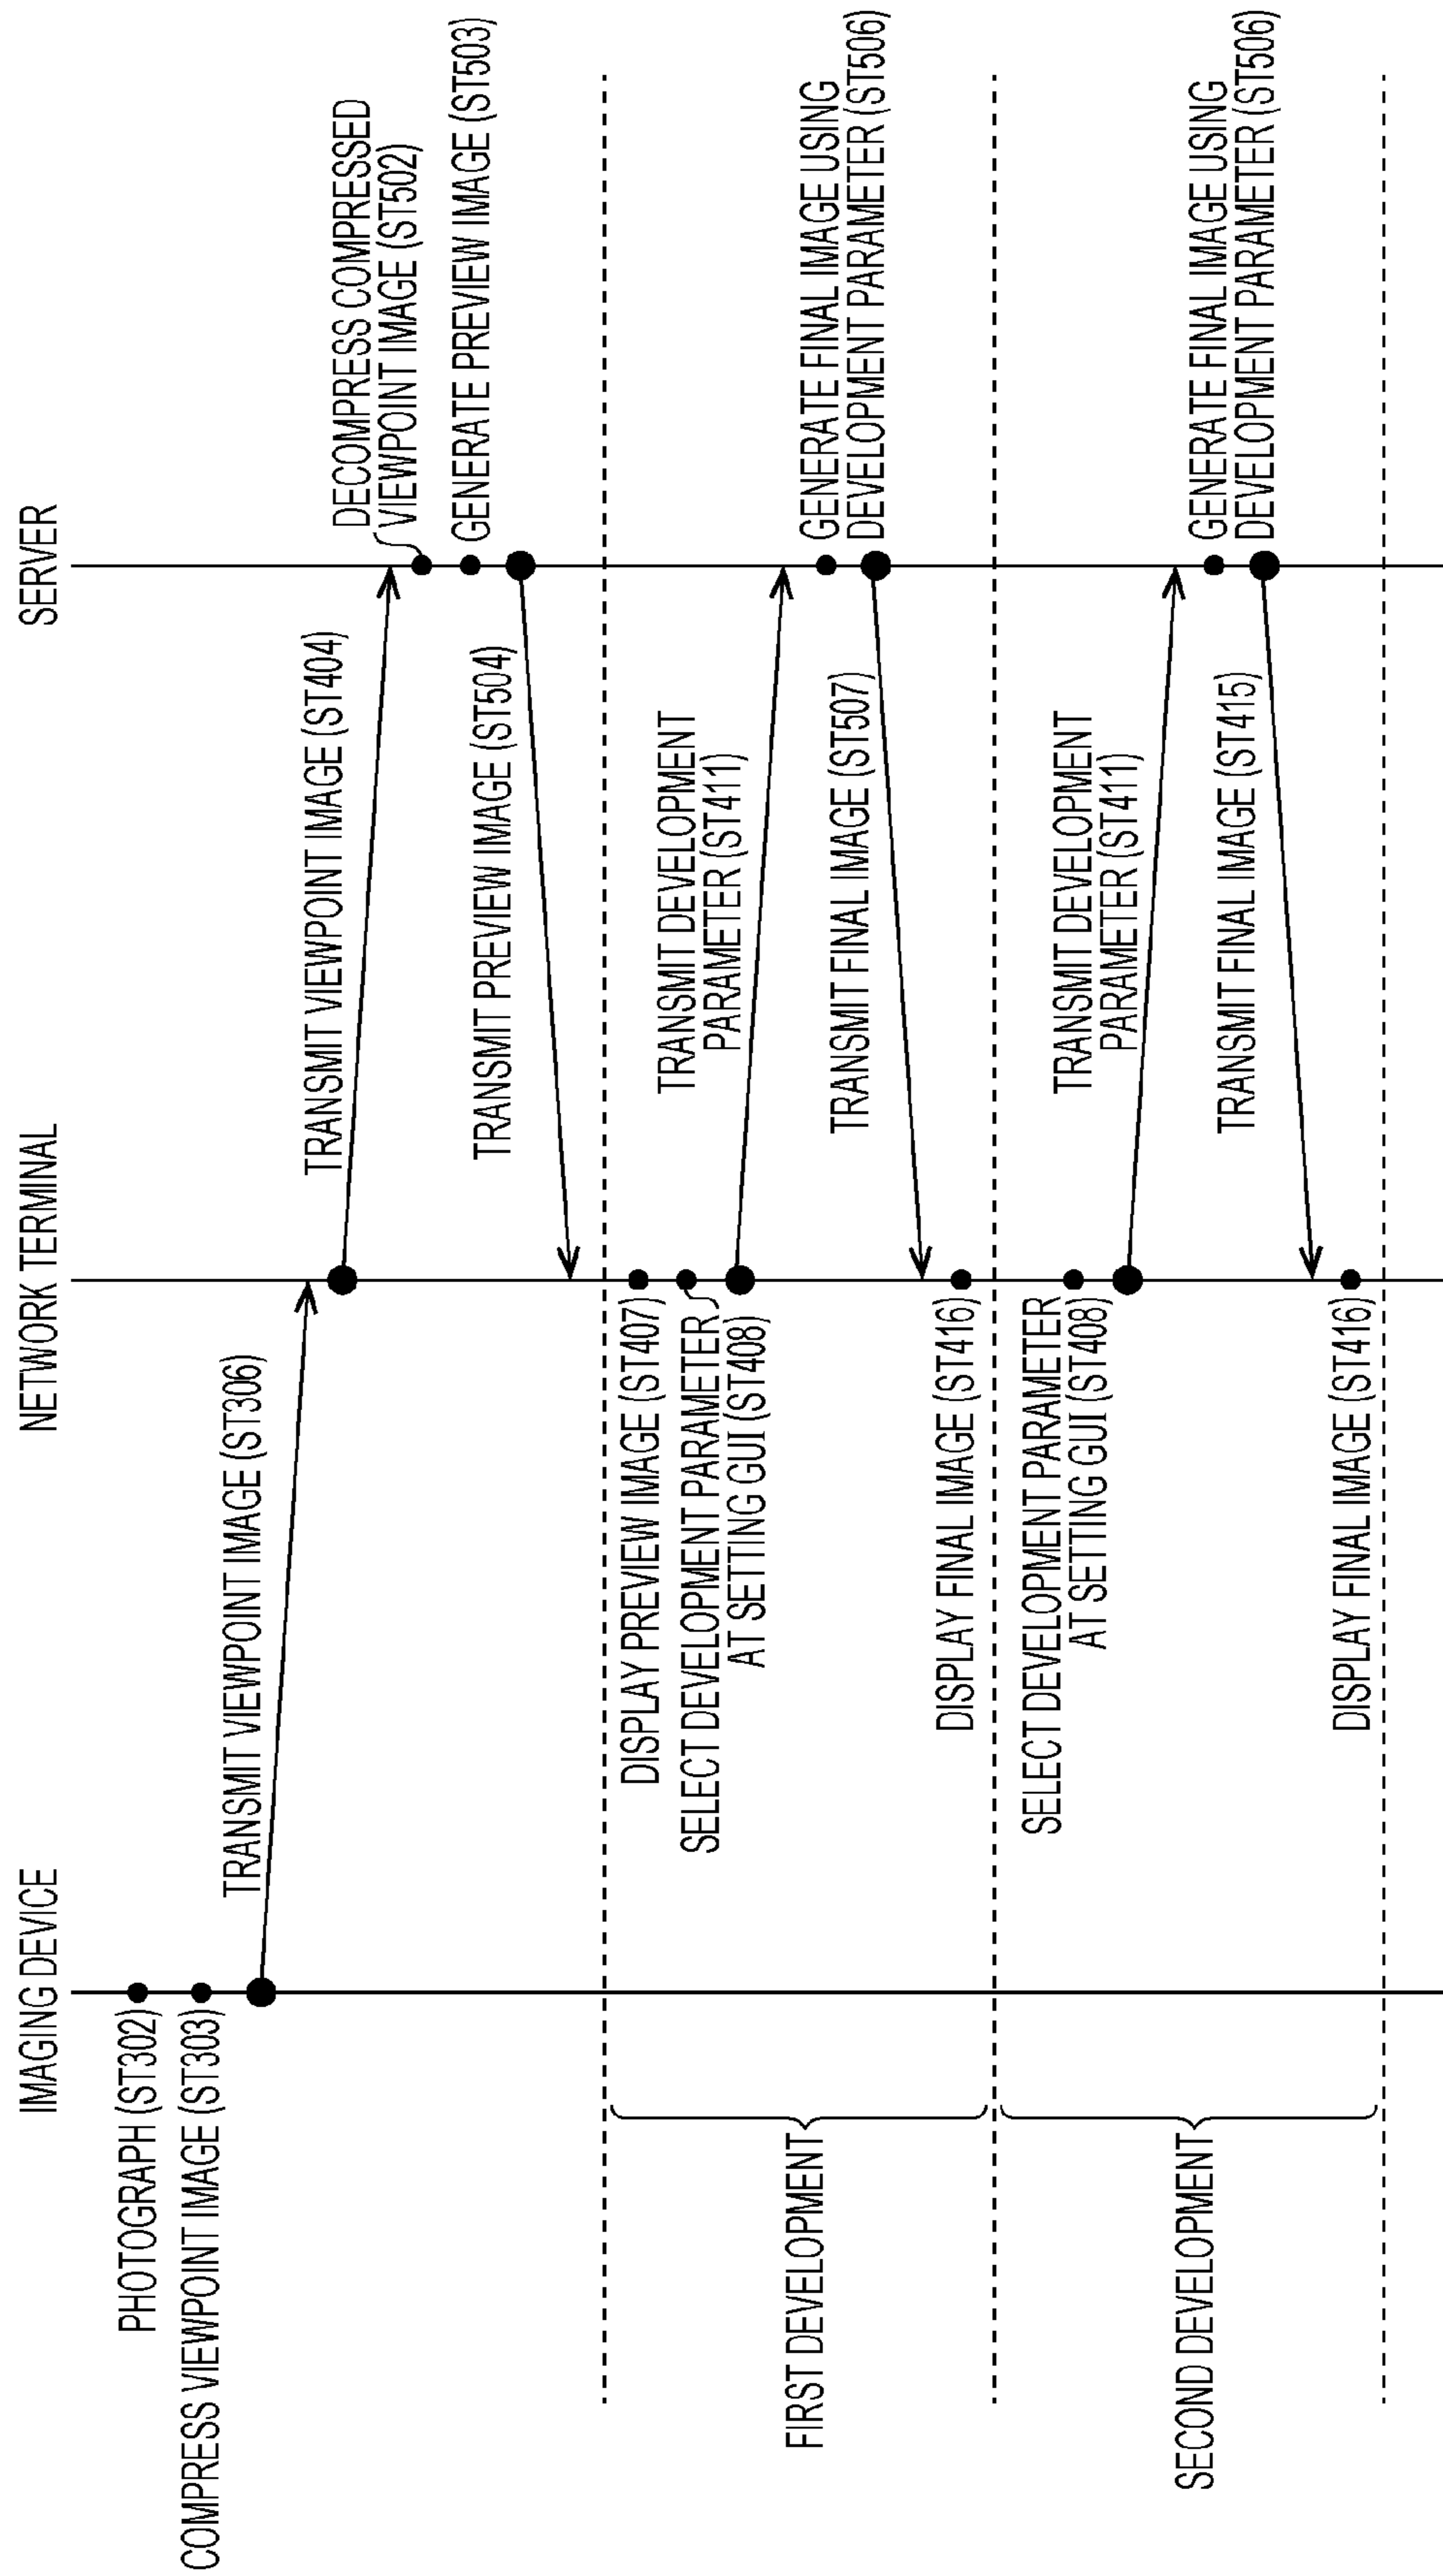 IMAGING DEVICE
NETWORK TERMINAL
SERVER
PHOTOGRAPH (ST302)
COMPRESS VIEWPOINT IMAGE (ST303)
TRANSMIT VIEWPOINT IMAGE (ST306)
TRANSMIT VIEWPOINT IMAGE (ST404)
DECOMPRESS COMPRESSED
VIEWPOINT IMAGE (ST502)
GENERATE PREVIEW IMAGE (ST503)
TRANSMIT PREVIEW IMAGE (ST504)
FIRST DEVELOPMENT
DISPLAY PREVIEW IMAGE (ST407)
SELECT DEVELOPMENT PARAMETER
AT SETTING GUI (ST408)
TRANSMIT DEVELOPMENT
PARAMETER (ST411)
GENERATE FINAL IMAGE USING
DEVELOPMENT PARAMETER (ST506)
TRANSMIT FINAL IMAGE (ST507)
DISPLAY FINAL IMAGE (ST416)
SECOND DEVELOPMENT
SELECT DEVELOPMENT PARAMETER
AT SETTING GUI (ST408)
TRANSMIT DEVELOPMENT
PARAMETER (ST411)
GENERATE FINAL IMAGE USING
DEVELOPMENT PARAMETER (ST506)
TRANSMIT FINAL IMAGE (ST415)
DISPLAY FINAL IMAGE (ST416)